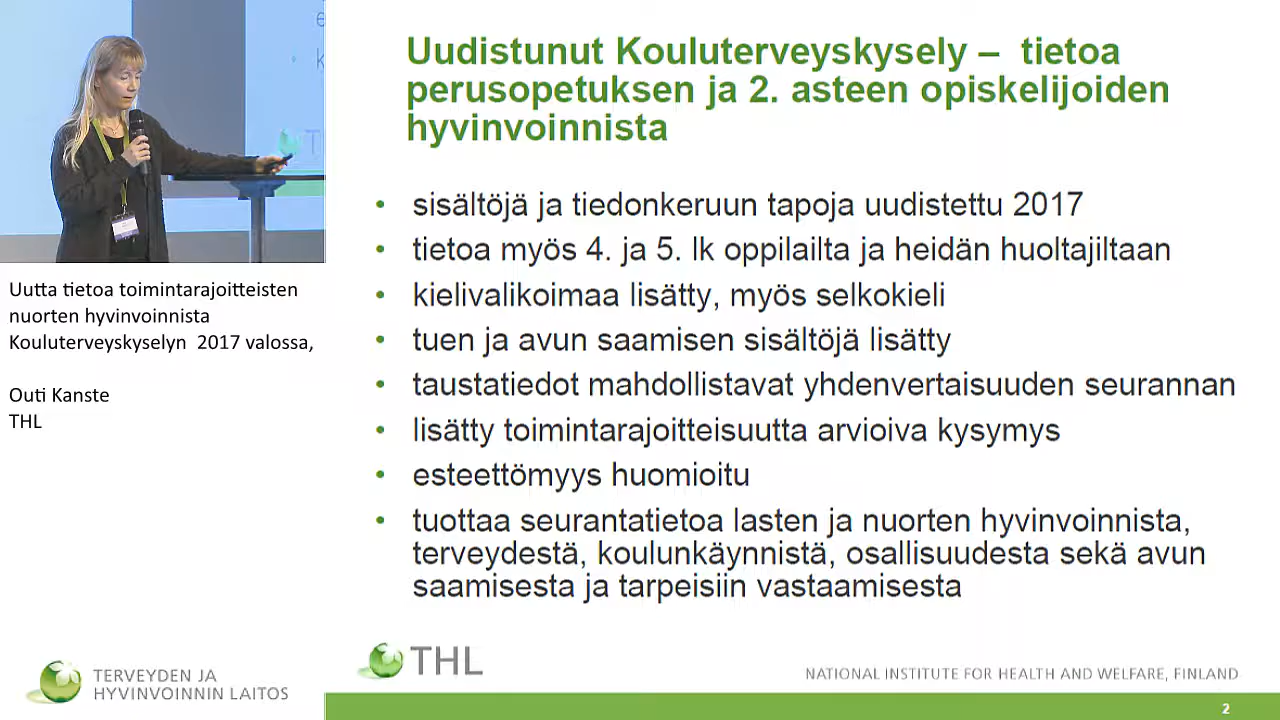 Uutta tietoa toimintarajoitteisten
nuorten hyvinvoinnista
Kouluterveyskyselyn 2017 valossa,
Outi Kanste
THL
TERVEYDEN JA
HYVINVOINNIN LAITOS
Uudistunut Kouluterveyskysely – tietoa
perusopetuksen ja 2. asteen opiskelijoiden
hyvinvoinnista
• sisältöjä ja tiedonkeruun tapoja uudistettu 2017
• tietoa myös 4. ja 5. lk oppilailta ja heidän huoltajiltaan
• kielivalikoimaa lisätty, myös selkokieli
• tuen ja avun saamisen sisältöjä lisätty
• taustatiedot mahdollistavat yhdenvertaisuuden seurannan
• lisätty toimintarajoitteisuutta arvioiva kysymys
• esteettömyys huomioitu
• tuottaa seurantatietoa lasten ja nuorten hyvinvoinnista,
terveydestä, koulunkäynnistä, osallisuudesta sekä avun
saamisesta ja tarpeisiin vastaamisesta
THL
NATIONAL INSTITUTE FOR HEALTH AND WELFARE, FINLAND
2